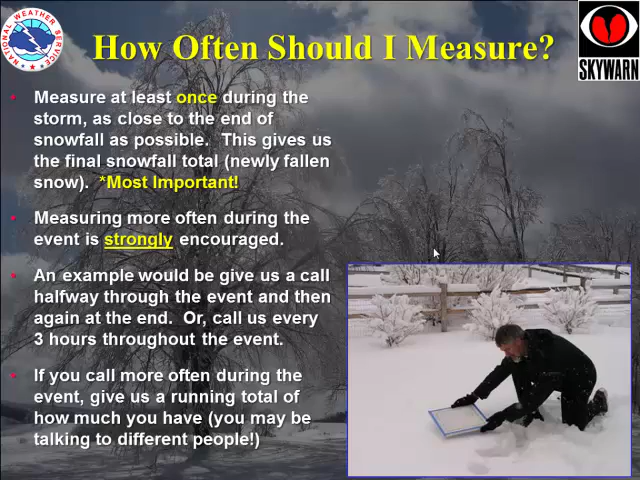 How Often Should I Measure?
NATIONAL WEATHER SERVICE
SKYWARN
• Measure at least once during the
storm, as close to the end of
snowfall as possible. This gives us
the final snowfall total (newly fallen
snow). *Most Important!
• Measuring more often during the
event is strongly encouraged.
• An example would be give us a call
halfway through the event and then
again at the end. Or, call us every
3 hours throughout the event.
• If you call more often during the
event, give us a running total of
how much you have (you may be
talking to different people!)